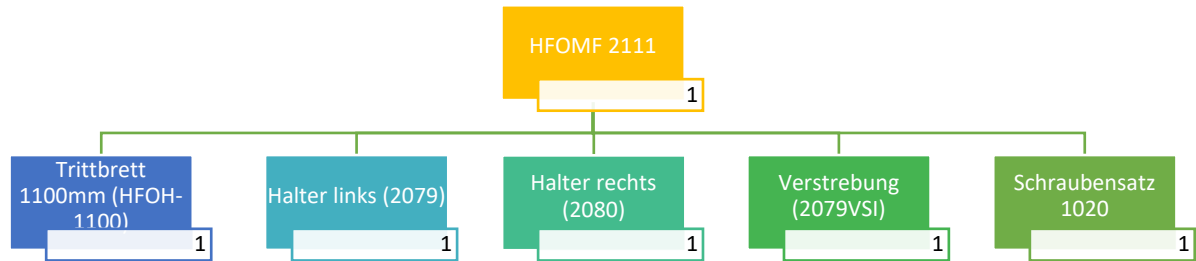 HFOMF 2111
1
Trittbrett
1100mm (HFOH-
1100)
1
Halter links (2079)
1
Halter rechts
(2080)
1
Verstrebung
(2079VSI)
1
Schraubensatz
1020
1